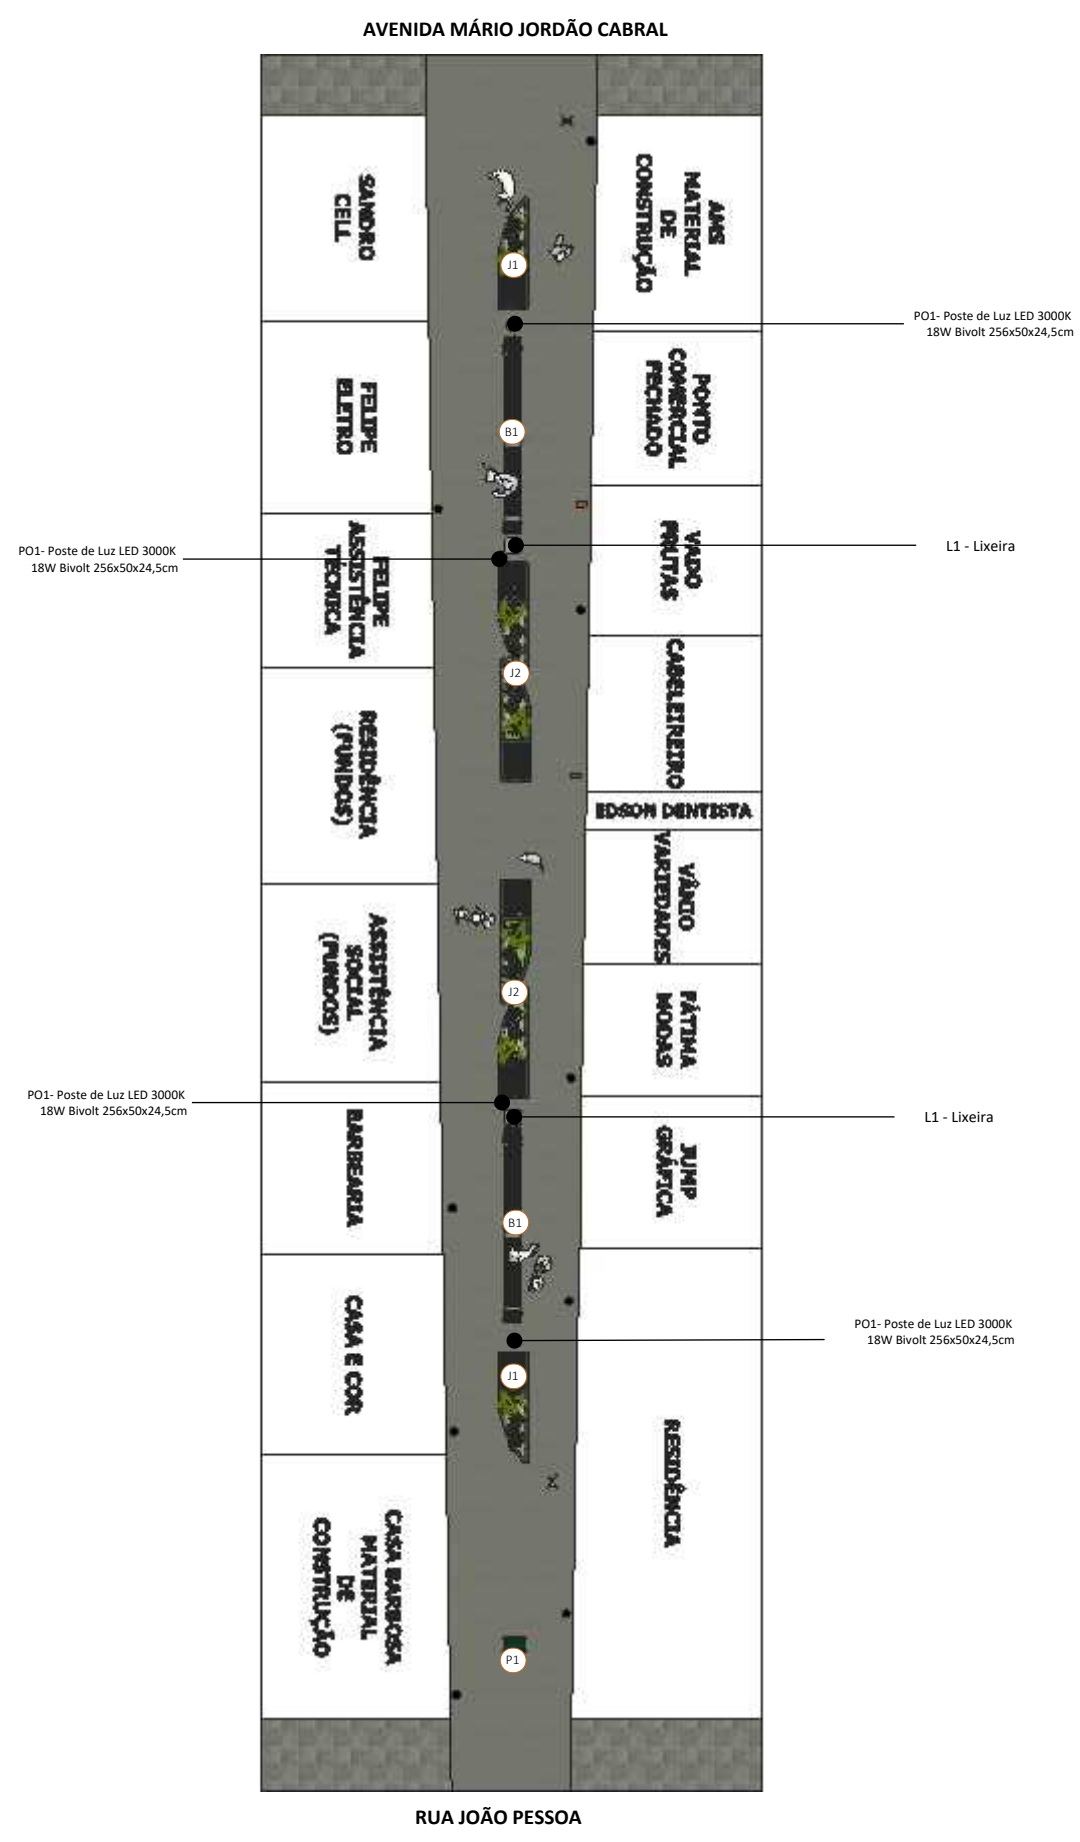 AVENIDA MÁRIO JORDÃO CABRAL
SANDRO
CELL
AMS
MATERIAL
DE
CONSTRUÇÃO
J1
PO1- Poste de Luz LED 3000K
18W Bivolt 256x50x24,5cm
FELIPE
ELETRO
PONTO
COMERCIAL
FECHADO
B1
FELIPE
ASSISTÊNCIA
TÉCNICA
VADO
FRUTAS
L1 - Lixeira
PO1- Poste de Luz LED 3000K
18W Bivolt 256x50x24,5cm
CABELEIREIRO
J2
RESIDÊNCIA
(FUNDOS)
EDSON DENTISTA
VÂNIO
VARIEDADES
ASSISTÊNCIA
SOCIAL
(FUNDOS)
J2
FÁTIMA
MODAS
PO1- Poste de Luz LED 3000K
18W Bivolt 256x50x24,5cm
L1 - Lixeira
BARBEARIA
JUMP
GRÁFICA
B1
CASA E COR
PO1- Poste de Luz LED 3000K
18W Bivolt 256x50x24,5cm
J1
RESIDÊNCIA
CASA BARBOSA
MATERIAL
DE
CONSTRUÇÃO
P1
RUA JOÃO PESSOA